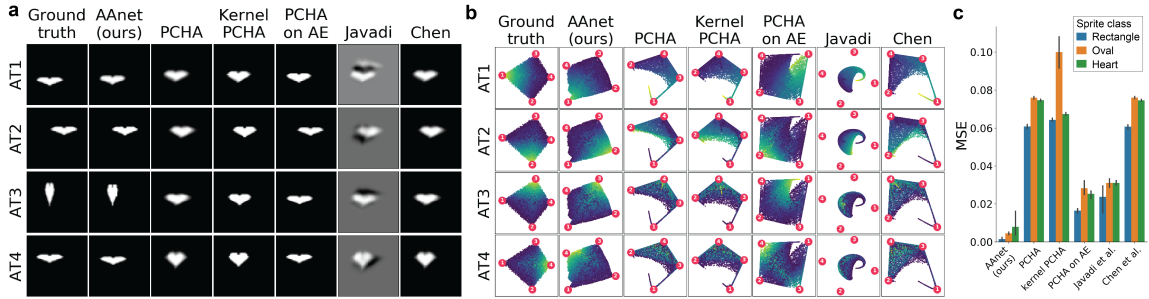 a
Ground truth
AAnet (ours)
PCHA
Kernel PCHA
PCHA on AE
Javadi
Chen
AT1
AT2
AT3
AT4
b
Ground truth
AAnet (ours)
PCHA
Kernel PCHA
PCHA on AE
Javadi
Chen
AT1
AT2
AT3
AT4
c
Sprite class
Rectangle
Oval
Heart
MSE
0.10
0.08
0.06
0.04
0.02
0.00
AAnet (ours)
PCHA
kernel PCHA
PCHA on AE
Javadi et al.
Chen et al.